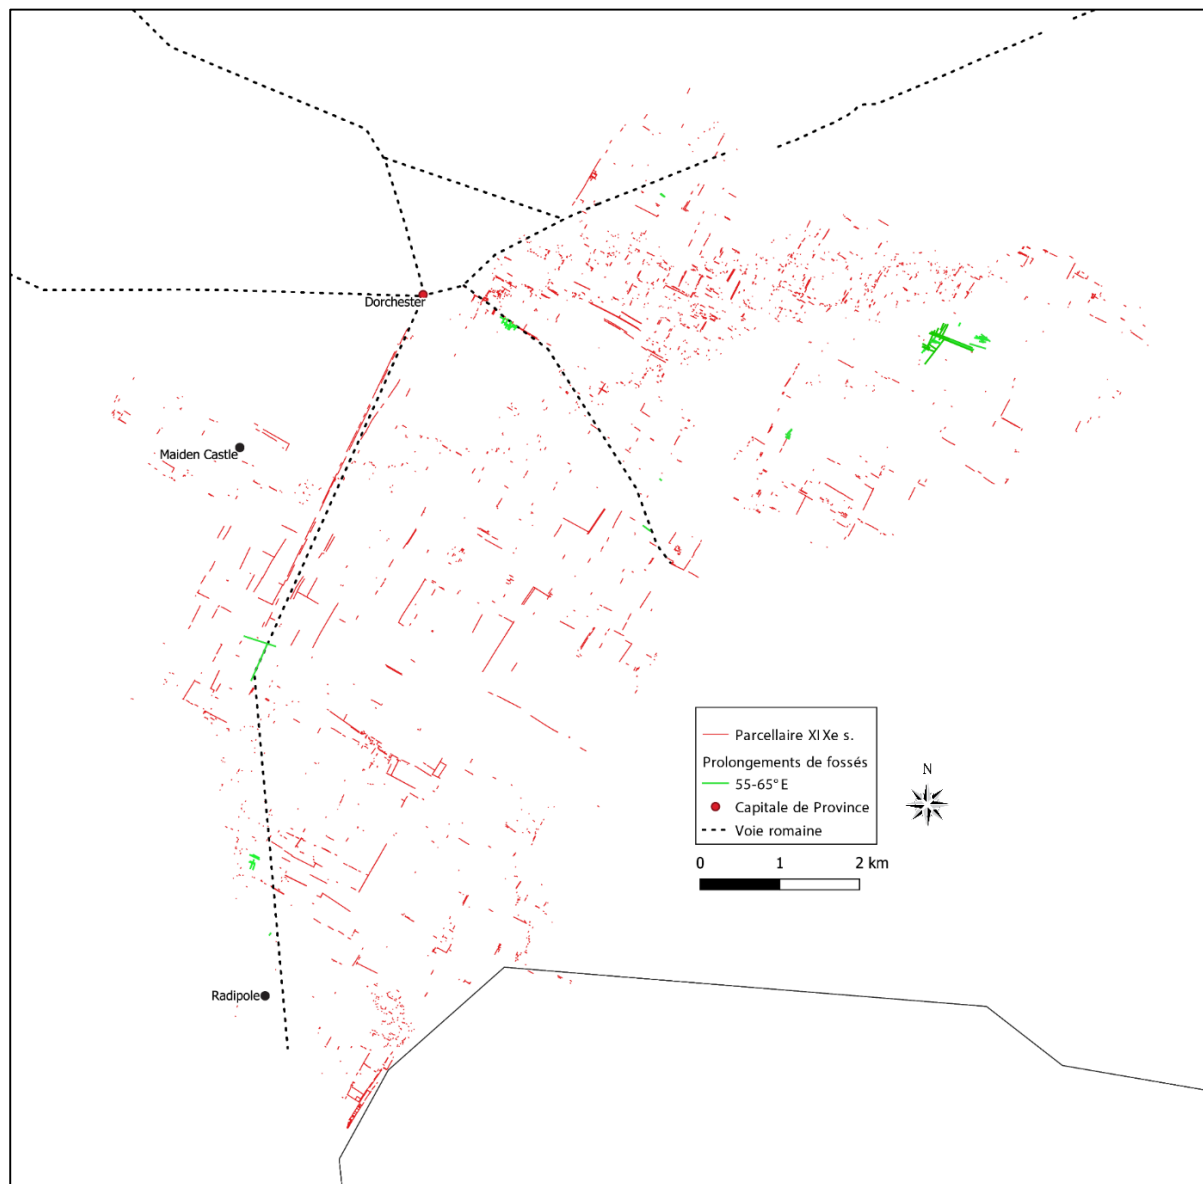 Dorchester
Maiden Castle
Parcellaire XIXe s.
Prolongements de fossés
55-65°E
Capitale de Province
Voie romaine
N
0 1 2 km
Radipole